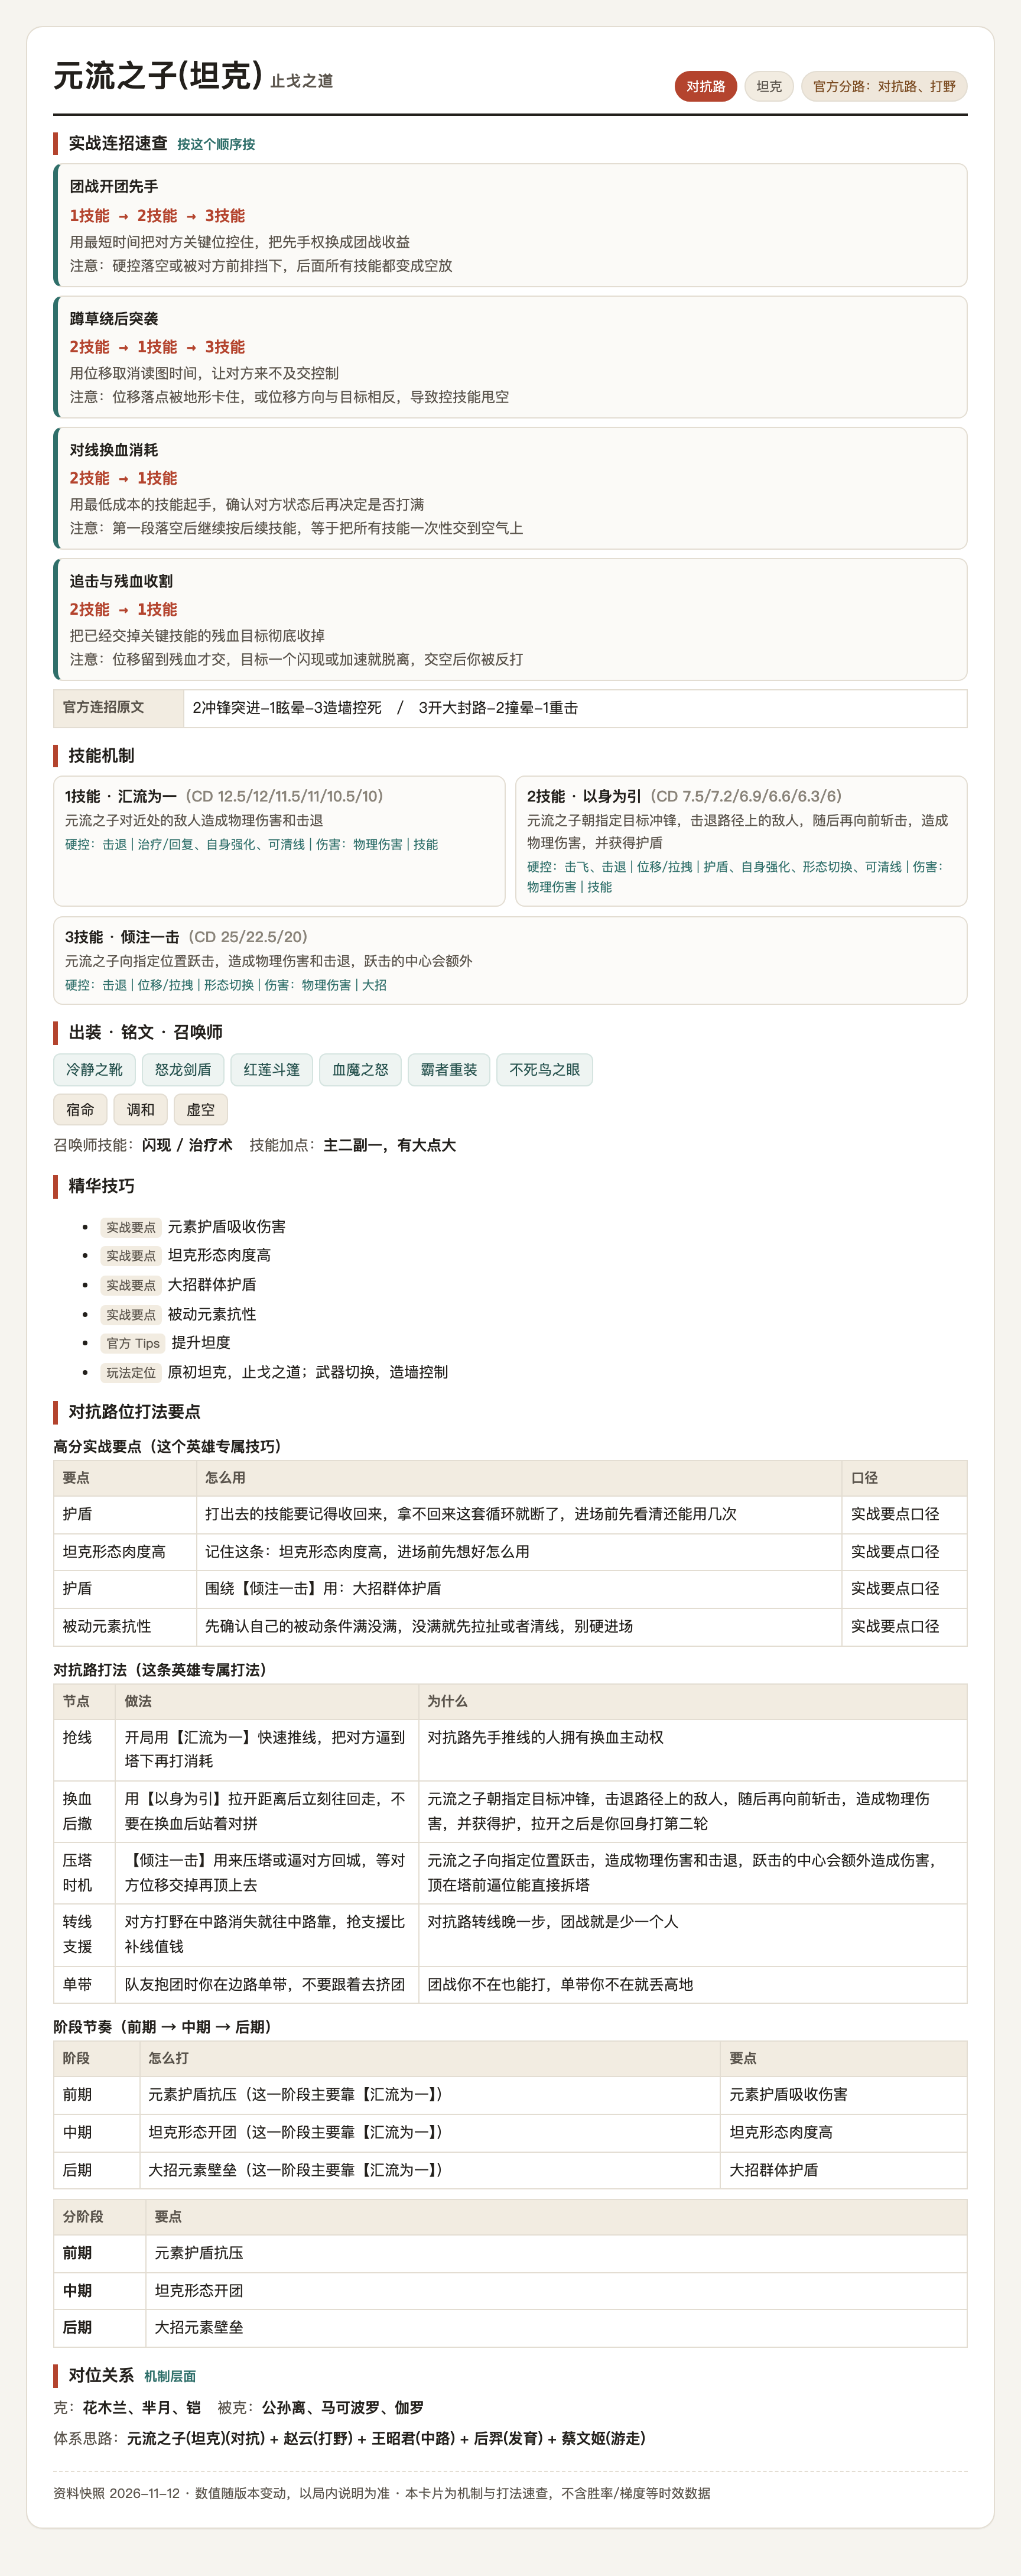 元流之子(坦克) 止戈之道
对抗路 坦克 官方分路：对抗路、打野
实战连招速查 按这个顺序按
团战开团先手
1技能 → 2技能 → 3技能
用最短时间把对方关键位控住，把先手权换成团战收益
注意：硬控落空或被对方前排挡下，后面所有技能都变成空放
蹲草绕后突袭
2技能 → 1技能 → 3技能
用位移取消读图时间，让对方来不及交控制
注意：位移落点被地形卡住，或位移方向与目标相反，导致控技能甩空
对线换血消耗
2技能 → 1技能
用最低成本的技能起手，确认对方状态后再决定是否打满
注意：第一段落空后继续按后续技能，等于把所有技能一次性交到空气上
追击与残血收割
2技能 → 1技能
把已经交掉关键技能的残血目标彻底收掉
注意：位移留到残血才交，目标一个闪现或加速就脱离，交空后你被反打
官方连招原文 2冲锋突进–1眩晕–3造墙控死 / 3开大封路–2撞晕–1重击
技能机制
1技能 · 汇流为一（CD 12.5/12/11.5/11/10.5/10）
元流之子对近处的敌人造成物理伤害和击退
硬控：击退 | 治疗/回复、自身强化、可清线 | 伤害：物理伤害 | 技能
2技能 · 以身为引（CD 7.5/7.2/6.9/6.6/6.3/6）
元流之子朝指定目标冲锋，击退路径上的敌人，随后再向前斩击，造成
物理伤害，并获得护盾
硬控：击飞、击退 | 位移/拉拽 | 护盾、自身强化、形态切换、可清线 | 伤害：
物理伤害 | 技能
3技能 · 倾注一击（CD 25/22.5/20）
元流之子向指定位置跃击，造成物理伤害和击退，跃击的中心会额外
硬控：击退 | 位移/拉拽 | 形态切换 | 伤害：物理伤害 | 大招
出装 · 铭文 · 召唤师
冷静之靴 怒龙剑盾 红莲斗篷 血魔之怒 霸者重装 不死鸟之眼
宿命 调和 虚空
召唤师技能：闪现 / 治疗术 技能加点：主二副一，有大点大
精华技巧
• 实战要点 元素护盾吸收伤害
• 实战要点 坦克形态肉度高
• 实战要点 大招群体护盾
• 实战要点 被动元素抗性
• 官方 Tips 提升坦度
• 玩法定位 原初坦克，止戈之道；武器切换，造墙控制
对抗路位打法要点
高分实战要点（这个英雄专属技巧）
要点 怎么用 口径
护盾 打出去的技能要记得收回来，拿不回来这套循环就断了，进场前先看清还能用几次 实战要点口径
坦克形态肉度高 记住这条：坦克形态肉度高，进场前先想好怎么用 实战要点口径
护盾 围绕【倾注一击】用：大招群体护盾 实战要点口径
被动元素抗性 先确认自己的被动条件满没满，没满就先拉扯或者清线，别硬进场 实战要点口径
对抗路打法（这条英雄专属打法）
节点 做法 为什么
抢线 开局用【汇流为一】快速推线，把对方逼到 对抗路先手推线的人拥有换血主动权
塔下再打消耗
换血 用【以身为引】拉开距离后立刻往回走，不 元流之子朝指定目标冲锋，击退路径上的敌人，随后再向前斩击，造成物理伤
后撤 要在换血后站着对拼 害，并获得护，拉开之后是你回身打第二轮
压塔 【倾注一击】用来压塔或逼对方回城，等对 元流之子向指定位置跃击，造成物理伤害和击退，跃击的中心会额外造成伤害，
时机 方位移交掉再顶上去 顶在塔前逼位能直接拆塔
转线 对方打野在中路消失就往中路靠，抢支援比 对抗路转线晚一步，团战就是少一个人
支援 补线值钱
单带 队友抱团时你在边路单带，不要跟着去挤团 团战你不在也能打，单带你不在就丢高地
阶段节奏（前期 → 中期 → 后期）
阶段 怎么打 要点
前期 元素护盾抗压（这一阶段主要靠【汇流为一】） 元素护盾吸收伤害
中期 坦克形态开团（这一阶段主要靠【汇流为一】） 坦克形态肉度高
后期 大招元素壁垒（这一阶段主要靠【汇流为一】） 大招群体护盾
分阶段 要点
前期 元素护盾抗压
中期 坦克形态开团
后期 大招元素壁垒
对位关系 机制层面
克：花木兰、芈月、铠 被克：公孙离、马可波罗、伽罗
体系思路：元流之子(坦克)(对抗) + 赵云(打野) + 王昭君(中路) + 后羿(发育) + 蔡文姬(游走)
资料快照 2026–11–12 · 数值随版本变动，以局内说明为准 · 本卡片为机制与打法速查，不含胜率/梯度等时效数据